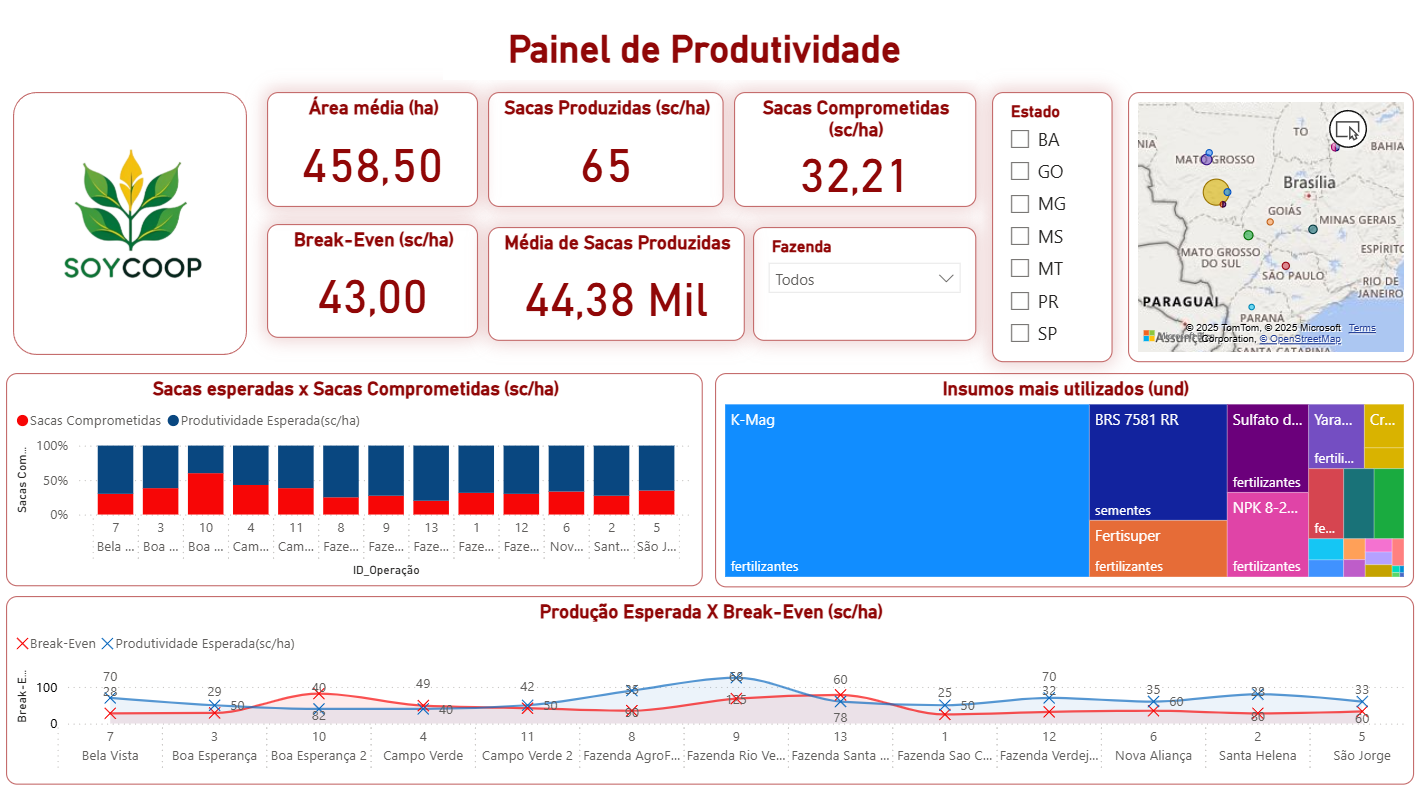 Painel de Produtividade
SOYCOOP
Área média (ha)
458,50
Sacas Produzidas (sc/ha)
65
Sacas Comprometidas
(sc/ha)
32,21
Break-Even (sc/ha)
43,00
Média de Sacas Produzidas
44,38 Mil
Fazenda
Todos
Estado
BA
GO
MG
MS
MT
PR
SP
TO
NIA
MATO GROSSO
BAHIA
Brasília
GOIÁS
MINAS GERAIS
MATO GROSSO
DO SUL
ESPÍRITO
SÃO PAULO
RIO DE
JANEIRO
PARAGUAI
PARANÁ
© 2025 TomTom, © 2025 Microsoft Terms
Corporation, © OpenStreetMap
SANTA CATARINA
Sacas esperadas x Sacas Comprometidas (sc/ha)
Sacas Comprometidas Produtividade Esperada(sc/ha)
Sacas Com...
100%
50%
0%
7 3 10 4 11 8 9 13 1 12 6 2 5
Bela ... Boa ... Boa ... Cam... Cam... Faze... Faze... Faze... Faze... Faze... Nov... Sant... São J...
ID_Operação
Insumos mais utilizados (und)
K-Mag
fertilizantes
BRS 7581 RR
sementes
Fertisuper
fertilizantes
Sulfato d...
fertilizantes
NPK 8-2...
fertilizantes
Yara...
fertili...
Cr...
fe...
Produção Esperada X Break-Even (sc/ha)
Break-Even Produtividade Esperada(sc/ha)
Break-E...
100
0
70 28
29 50
40 82
49 40
42 50
60 78
25 50
70 32
35 60
33 60
7 3 10 4 11 8 9 13 1 12 6 2 5
Bela Vista Boa Esperança Boa Esperança 2 Campo Verde Campo Verde 2 Fazenda AgroF... Fazenda Rio Ve... Fazenda Santa ... Fazenda Sao C... Fazenda Verdej... Nova Aliança Santa Helena São Jorge